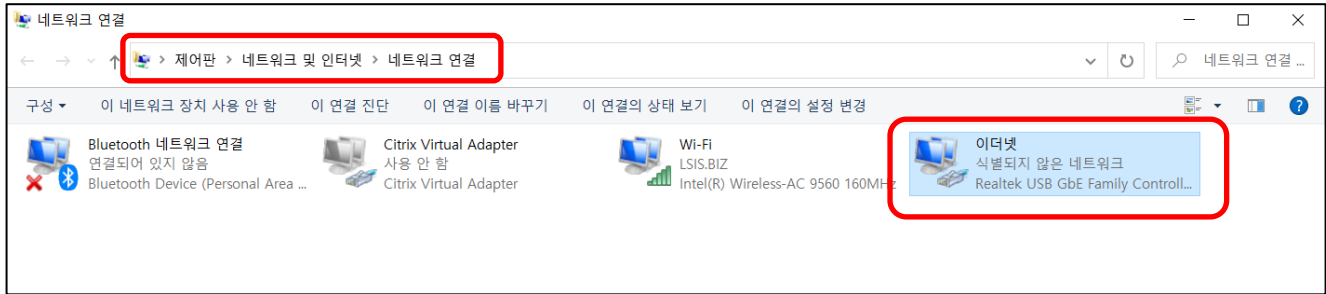 네트워크 연결
제어판 > 네트워크 및 인터넷 > 네트워크 연결
네트워크 연결 ...
구성 이 네트워크 장치 사용 안 함 이 연결 진단 이 연결 이름 바꾸기 이 연결의 상태 보기 이 연결의 설정 변경
Bluetooth 네트워크 연결
연결되어 있지 않음
Bluetooth Device (Personal Area ...
Citrix Virtual Adapter
사용 안 함
Citrix Virtual Adapter
Wi-Fi
LSIS.BIZ
Intel(R) Wireless-AC 9560 160MHz
이더넷
식별되지 않은 네트워크
Realtek USB GbE Family Controll...